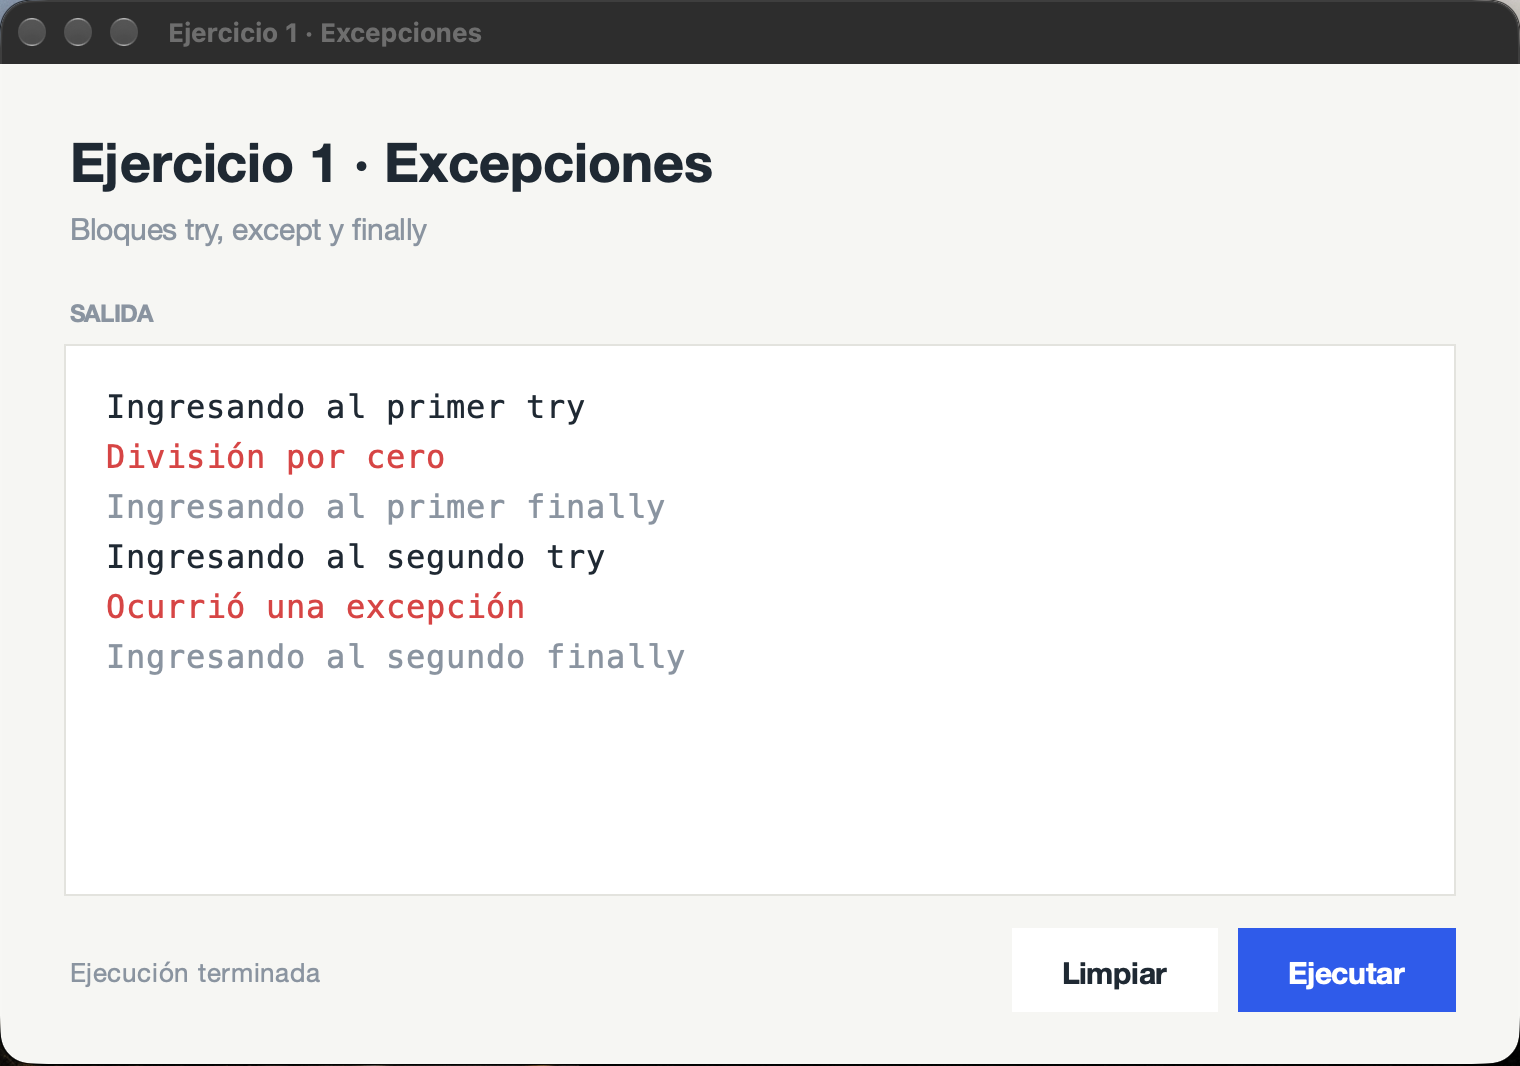 Ejercicio 1 · Excepciones
Ejercicio 1 · Excepciones
Bloques try, except y finally
SALIDA
Ingresando al primer try
División por cero
Ingresando al primer finally
Ingresando al segundo try
Ocurrió una excepción
Ingresando al segundo finally
Ejecución terminada
Limpiar
Ejecutar